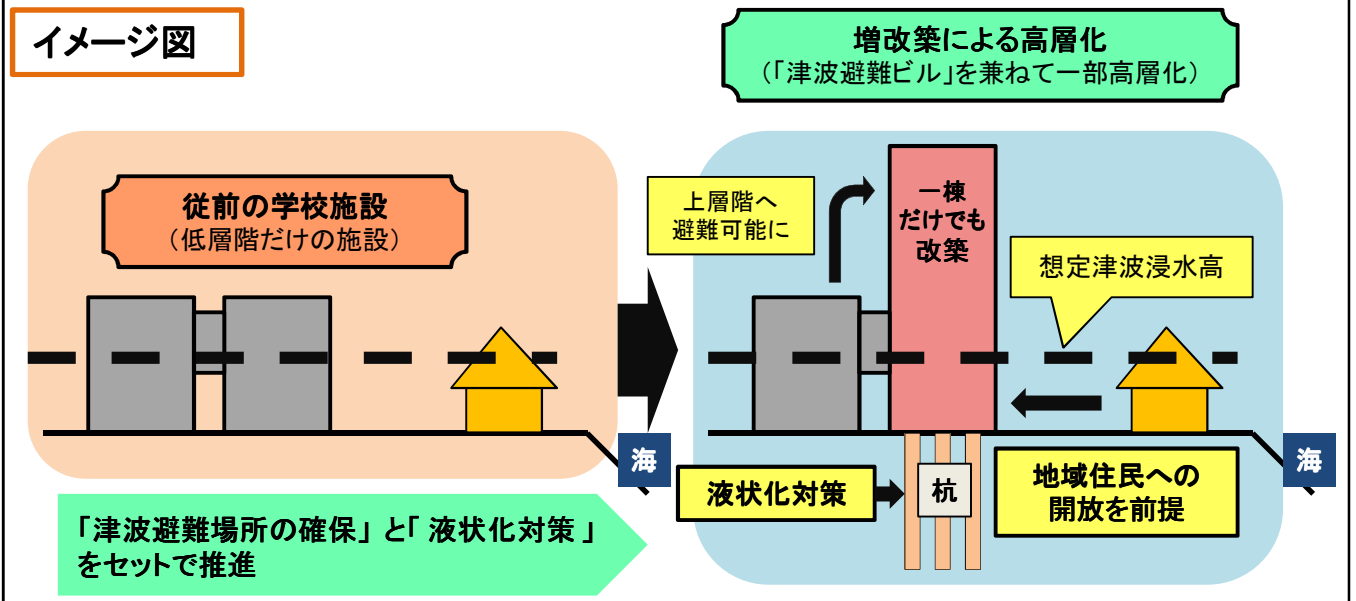 イメージ図
増改築による高層化
(「津波避難ビル」を兼ねて一部高層化)
従前の学校施設
(低層階だけの施設)
上層階へ
避難可能に
一棟
だけでも
改築
想定津波浸水高
海
液状化対策
杭
地域住民への
開放を前提
海
「津波避難場所の確保」と「 液状化対策 」
をセットで推進